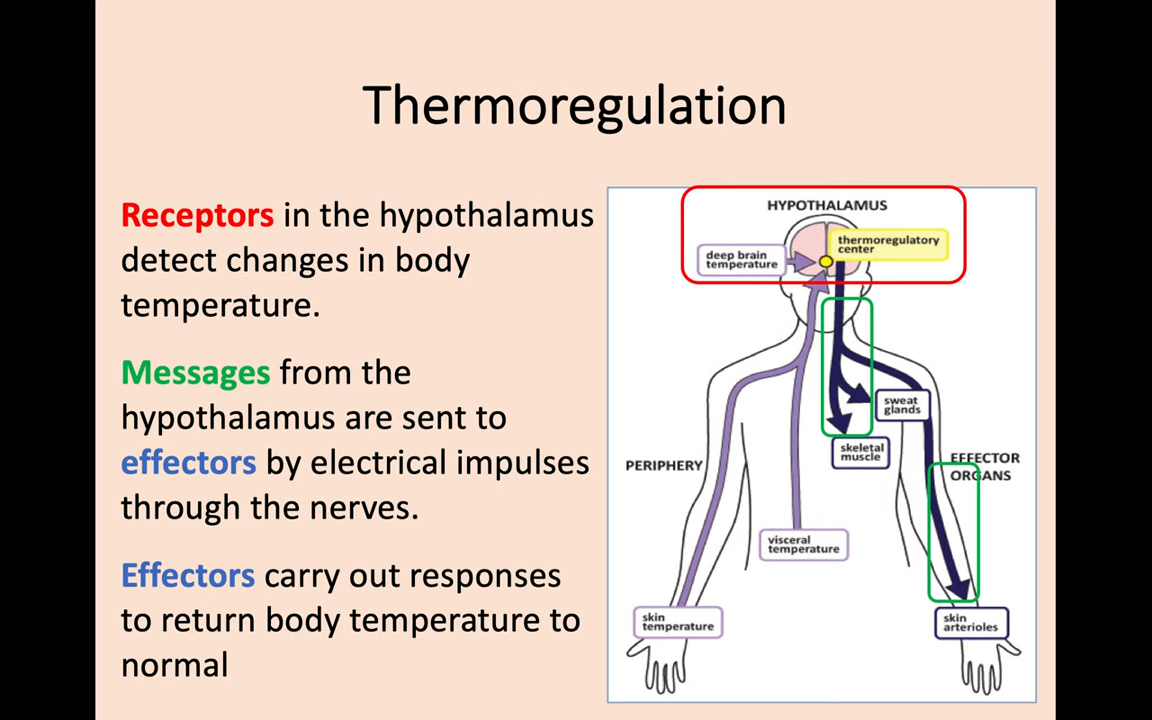 Thermoregulation
Receptors in the hypothalamus
detect changes in body
temperature.
Messages from the
hypothalamus are sent to
effectors by electrical impulses
through the nerves.
Effectors carry out responses
to return body temperature to
normal
HYPOTHALAMUS
thermoregulatory
center
deep brain
temperature
sweat
glands
skeletal
muscle
PERIPHERY
EFFECTOR
ORGANS
visceral
temperature
skin
temperature
skin
arterioles